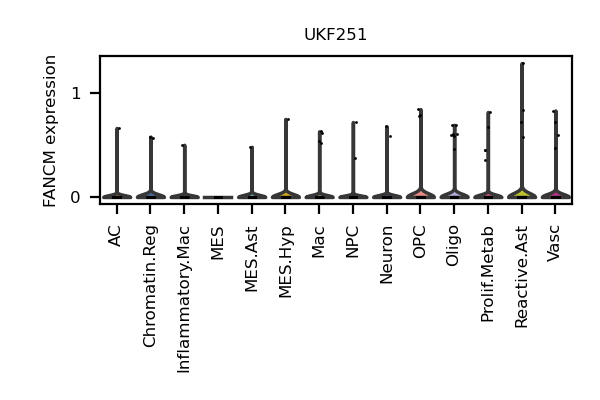 UKF251
FANCM expression
1
0
AC
Chromatin.Reg
Inflammatory.Mac
MES
MES.Ast
MES.Hyp
Mac
NPC
Neuron
OPC
Oligo
Prolif.Metab
Reactive.Ast
Vasc